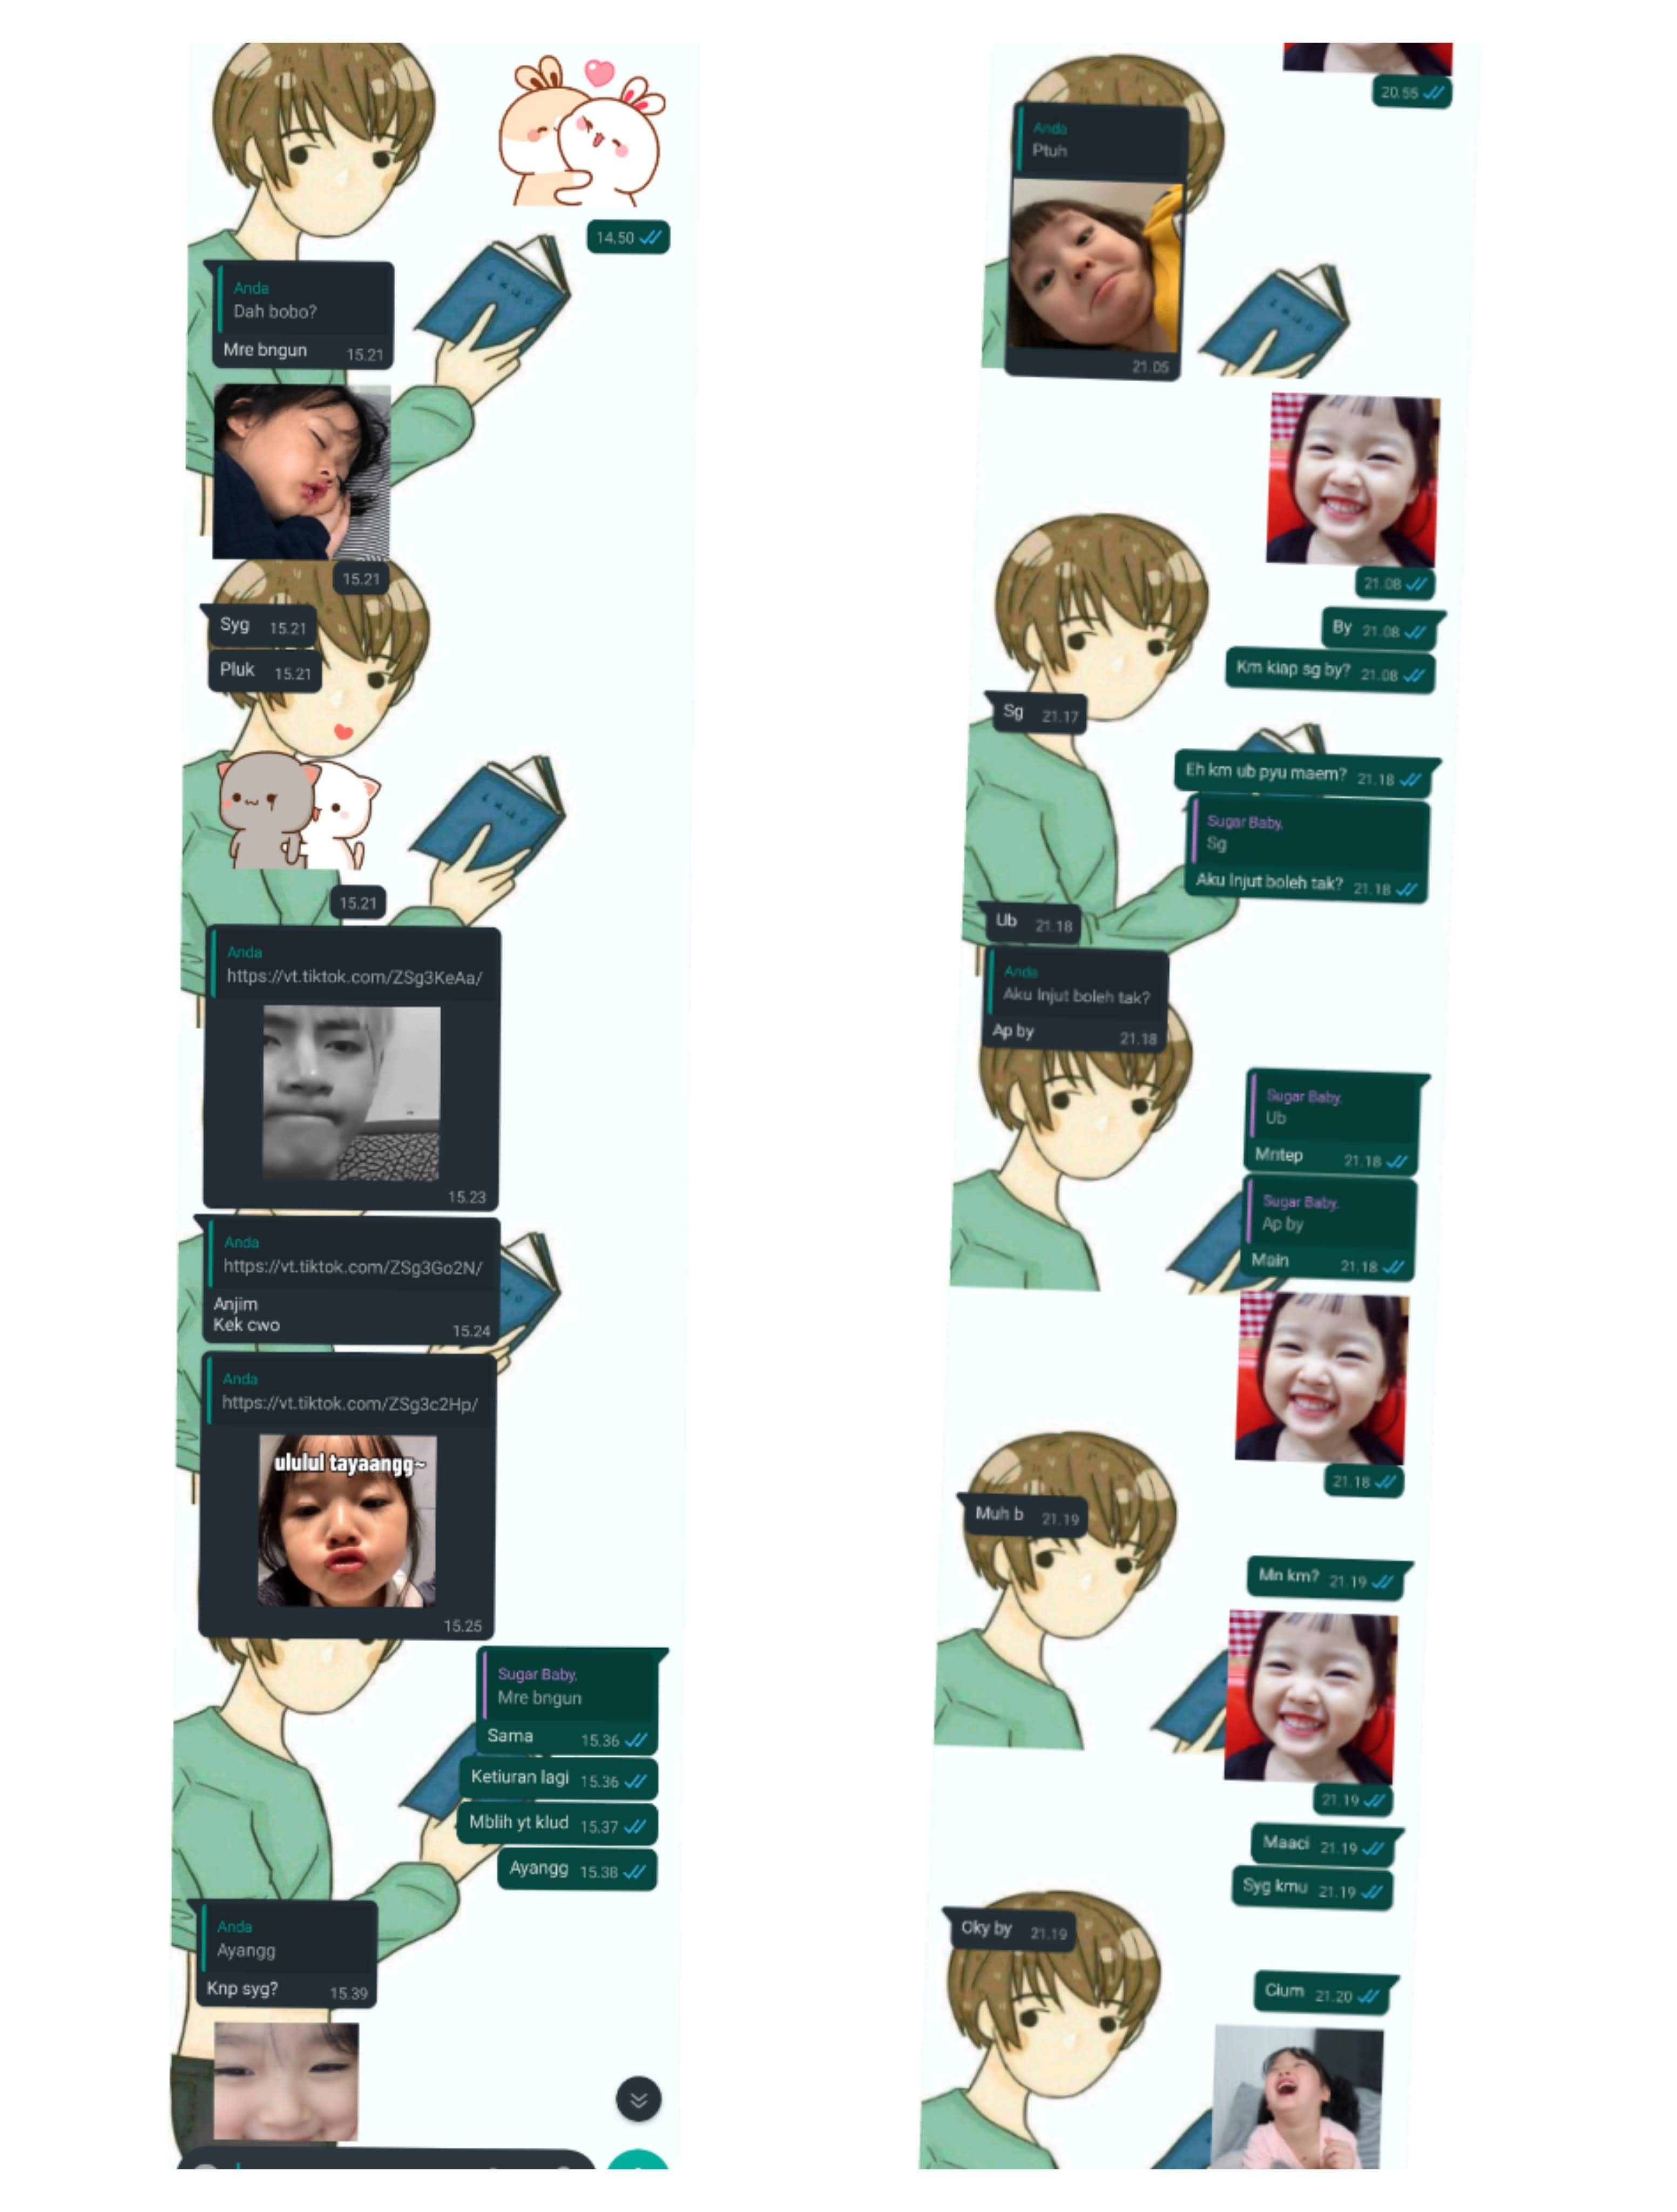 14.50
Anda
Dah bobo?
Mre bngun 15.21
15.21
Syg 15.21
Pluk 15.21
15.21
Anda
https://vt.tiktok.com/ZSg3KeAa/
15.23
Anda
https://vt.tiktok.com/ZSg3Go2N/
Anjim
Kek cwo 15.24
Anda
https://vt.tiktok.com/ZSg3c2Hp/
ululul tayaangg~
15.25
Sugar Baby.
Mre bngun
Sama 15.36
Ketiuran lagi 15.36
Mblih yt klud 15.37
Ayangg 15.38
Anda
Ayangg
Knp syg? 15.39
20.55
Anda
Ptuh
21.05
21.08
By 21.08
Km kiap sg by? 21.08
Sg 21.17
Eh km ub pyu maem? 21.18
Sugar Baby.
Sg
Aku lnjut boleh tak? 21.18
Ub 21.18
Anda
Aku lnjut boleh tak?
Ap by 21.18
Sugar Baby.
Ub
Mntep 21.18
Sugar Baby.
Ap by
Main 21.18
21.18
Muh b 21.19
Mn km? 21.19
21.19
Maaci 21.19
Syg kmu 21.19
Oky by 21.19
Cium 21.20